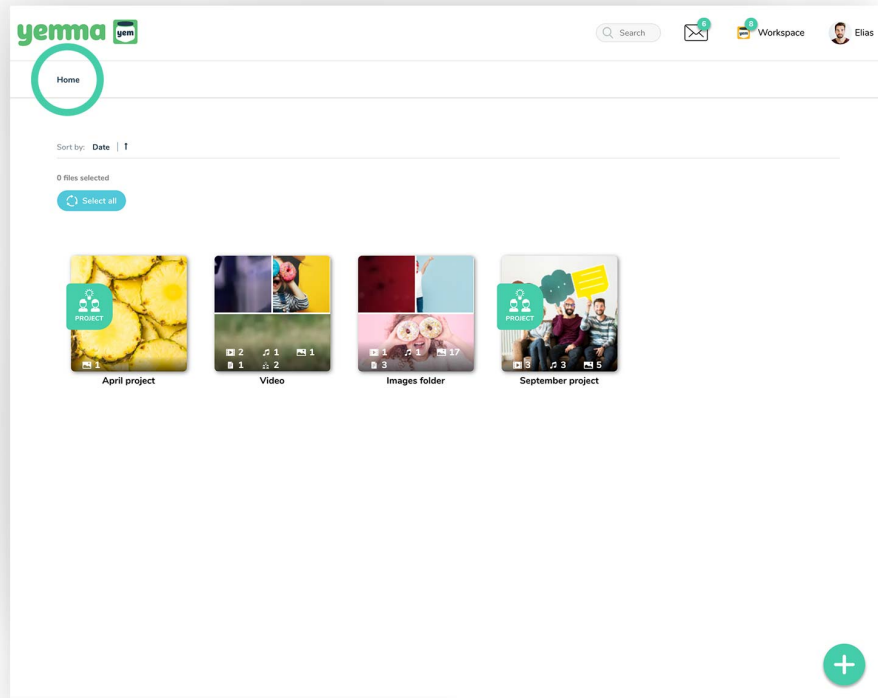 yemma yem
Search
6
8
Workspace
Elias
Home
Sort by: Date
0 files selected
Select all
PROJECT
1
April project
2 1 1
1 2
Video
1 1 17
3
Images folder
PROJECT
3 3 5
September project